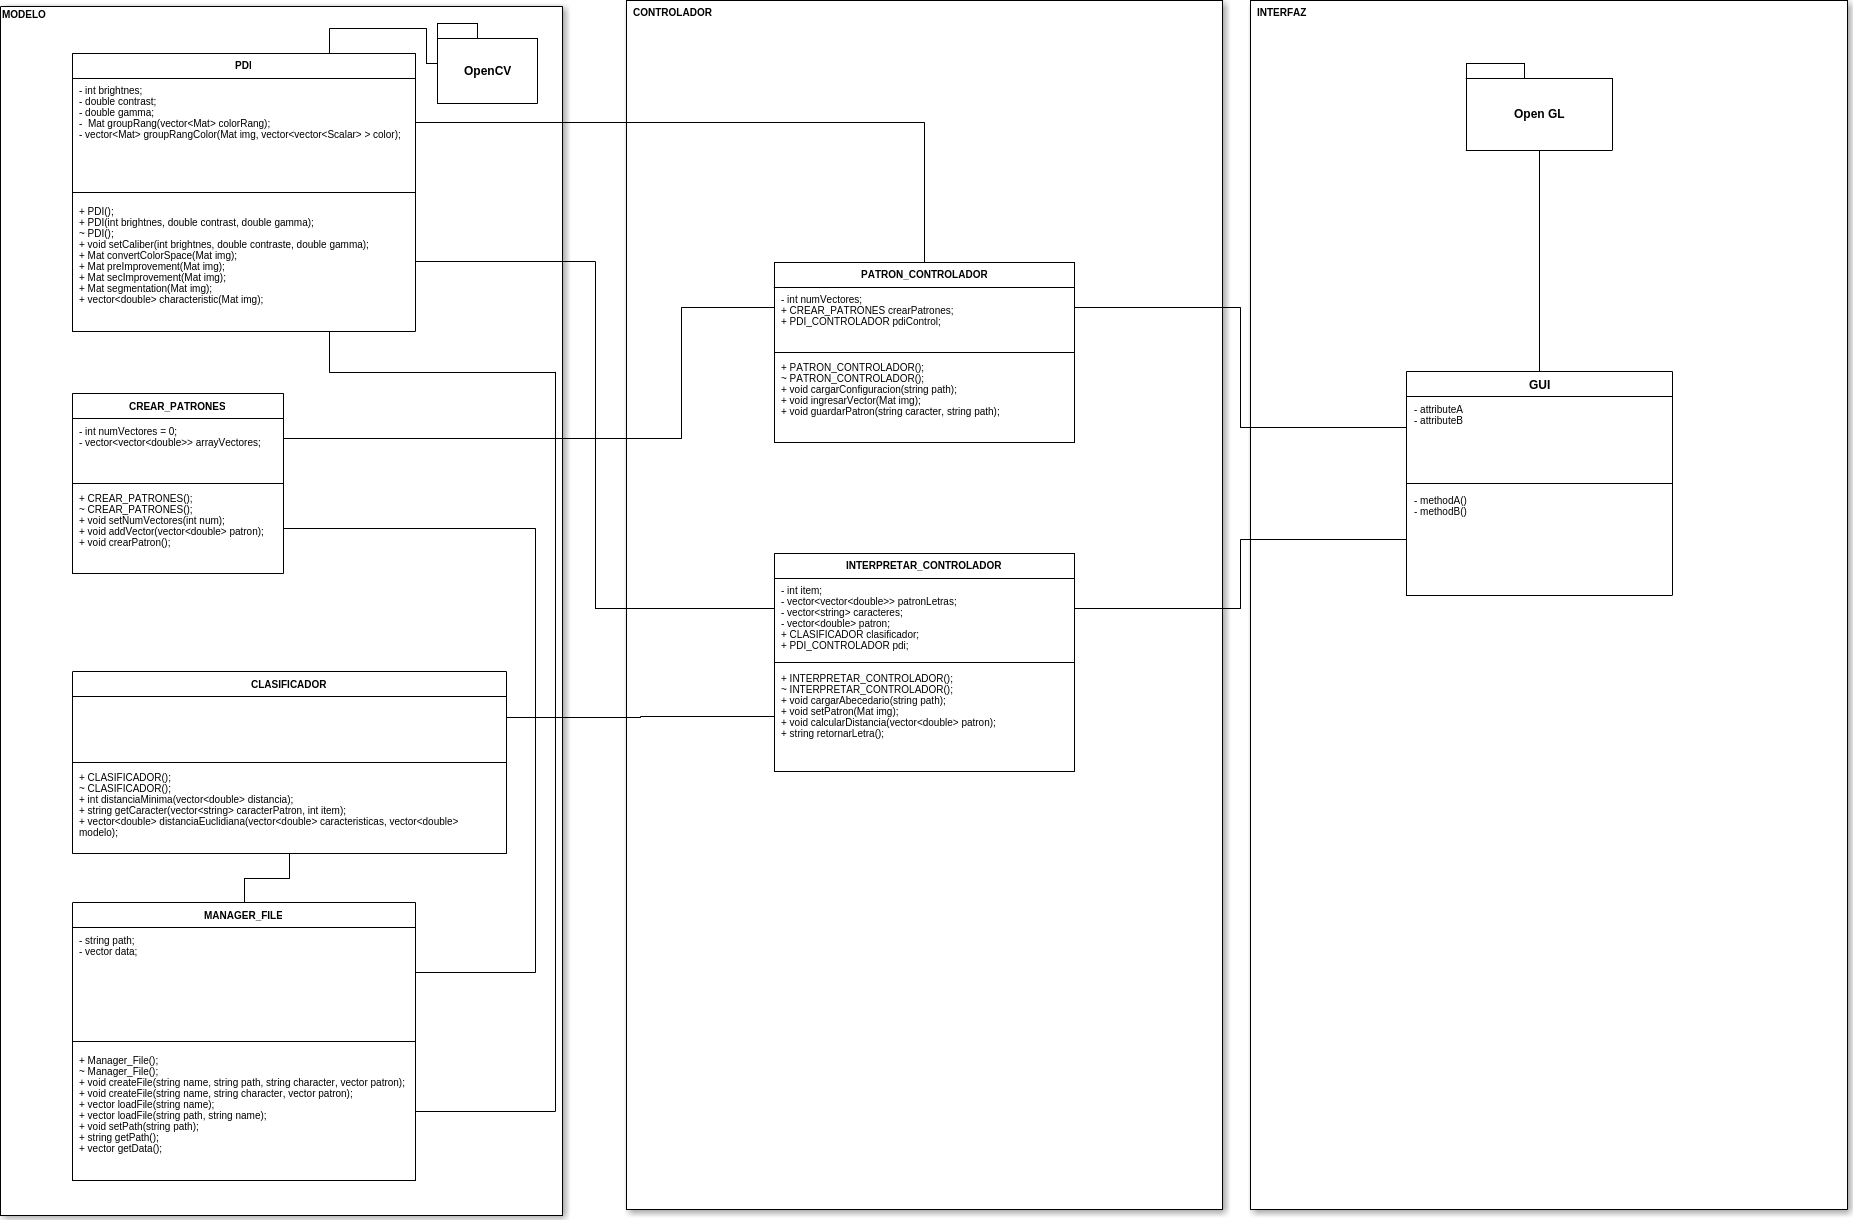 MODELO
OpenCV
PDI
- int brightnes;
- double contrast;
- double gamma;
-  Mat groupRang(vector<Mat> colorRang);
- vector<Mat> groupRangColor(Mat img, vector<vector<Scalar> > color);
+ PDI();
+ PDI(int brightnes, double contrast, double gamma);
~ PDI();
+ void setCaliber(int brightnes, double contraste, double gamma);
+ Mat convertColorSpace(Mat img);
+ Mat preImprovement(Mat img);
+ Mat secImprovement(Mat img);
+ Mat segmentation(Mat img);
+ vector<double> characteristic(Mat img);
CREAR_PATRONES
- int numVectores = 0;
- vector<vector<double>> arrayVectores;
+ CREAR_PATRONES();
~ CREAR_PATRONES();
+ void setNumVectores(int num);
+ void addVector(vector<double> patron);
+ void crearPatron();
CLASIFICADOR
+ CLASIFICADOR();
~ CLASIFICADOR();
+ int distanciaMinima(vector<double> distancia);
+ string getCaracter(vector<string> caracterPatron, int item);
+ vector<double> distanciaEuclidiana(vector<double> caracteristicas, vector<double>
modelo);
MANAGER_FILE
- string path;
- vector data;
+ Manager_File();
~ Manager_File();
+ void createFile(string name, string path, string character, vector patron);
+ void createFile(string name, string character, vector patron);
+ vector loadFile(string name);
+ vector loadFile(string path, string name);
+ void setPath(string path);
+ string getPath();
+ vector getData();
CONTROLADOR
PATRON_CONTROLADOR
- int numVectores;
+ CREAR_PATRONES crearPatrones;
+ PDI_CONTROLADOR pdiControl;
+ PATRON_CONTROLADOR();
~ PATRON_CONTROLADOR();
+ void cargarConfiguracion(string path);
+ void ingresarVector(Mat img);
+ void guardarPatron(string caracter, string path);
INTERPRETAR_CONTROLADOR
- int item;
- vector<vector<double>> patronLetras;
- vector<string> caracteres;
- vector<double> patron;
+ CLASIFICADOR clasificador;
+ PDI_CONTROLADOR pdi;
+ INTERPRETAR_CONTROLADOR();
~ INTERPRETAR_CONTROLADOR();
+ void cargarAbecedario(string path);
+ void setPatron(Mat img);
+ void calcularDistancia(vector<double> patron);
+ string retornarLetra();
INTERFAZ
Open GL
GUI
- attributeA
- attributeB
- methodA()
- methodB()